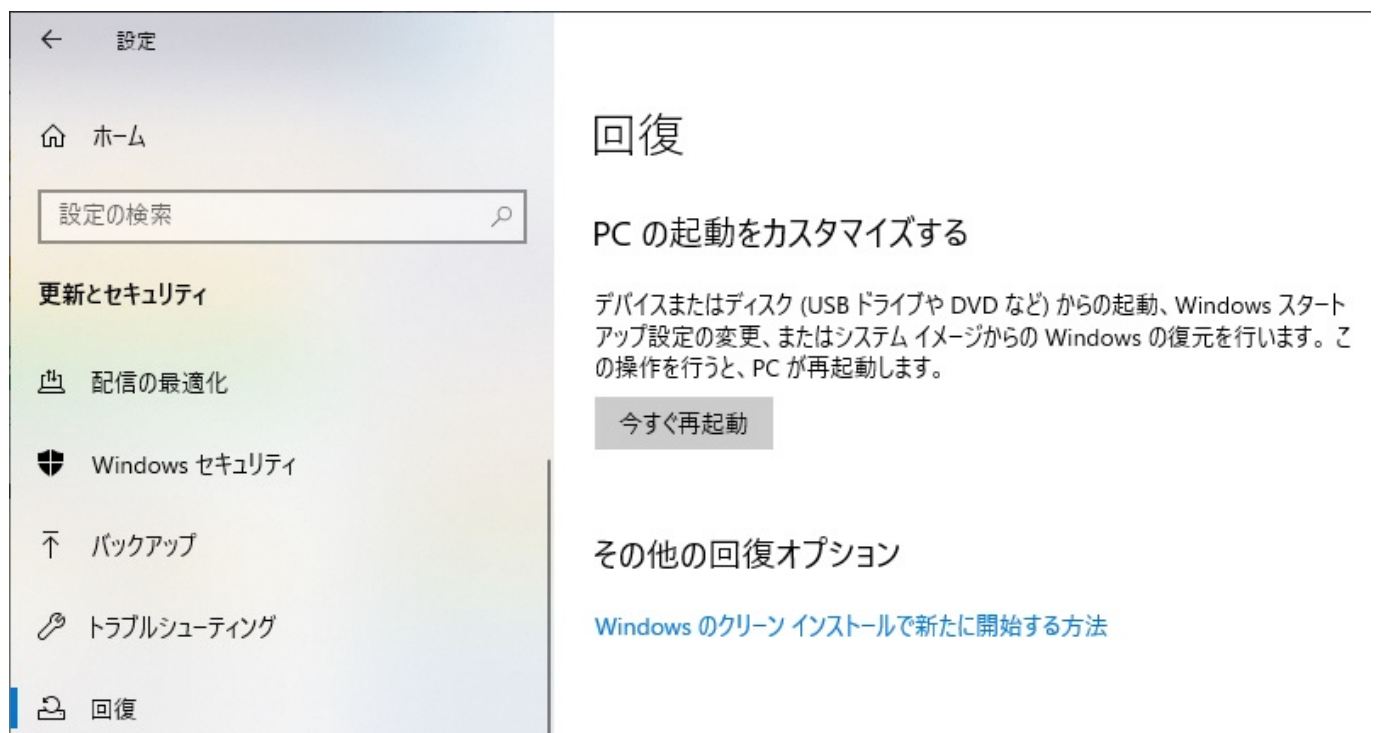 設定
ホーム
設定の検索
更新とセキュリティ
配信の最適化
Windows セキュリティ
バックアップ
トラブルシューティング
回復
回復
PC の起動をカスタマイズする
デバイスまたはディスク (USB ドライブや DVD など) からの起動、Windows スタート
アップ設定の変更、またはシステム イメージからの Windows の復元を行います。こ
の操作を行うと、PC が再起動します。
今すぐ再起動
その他の回復オプション
Windows のクリーン インストールで新たに開始する方法